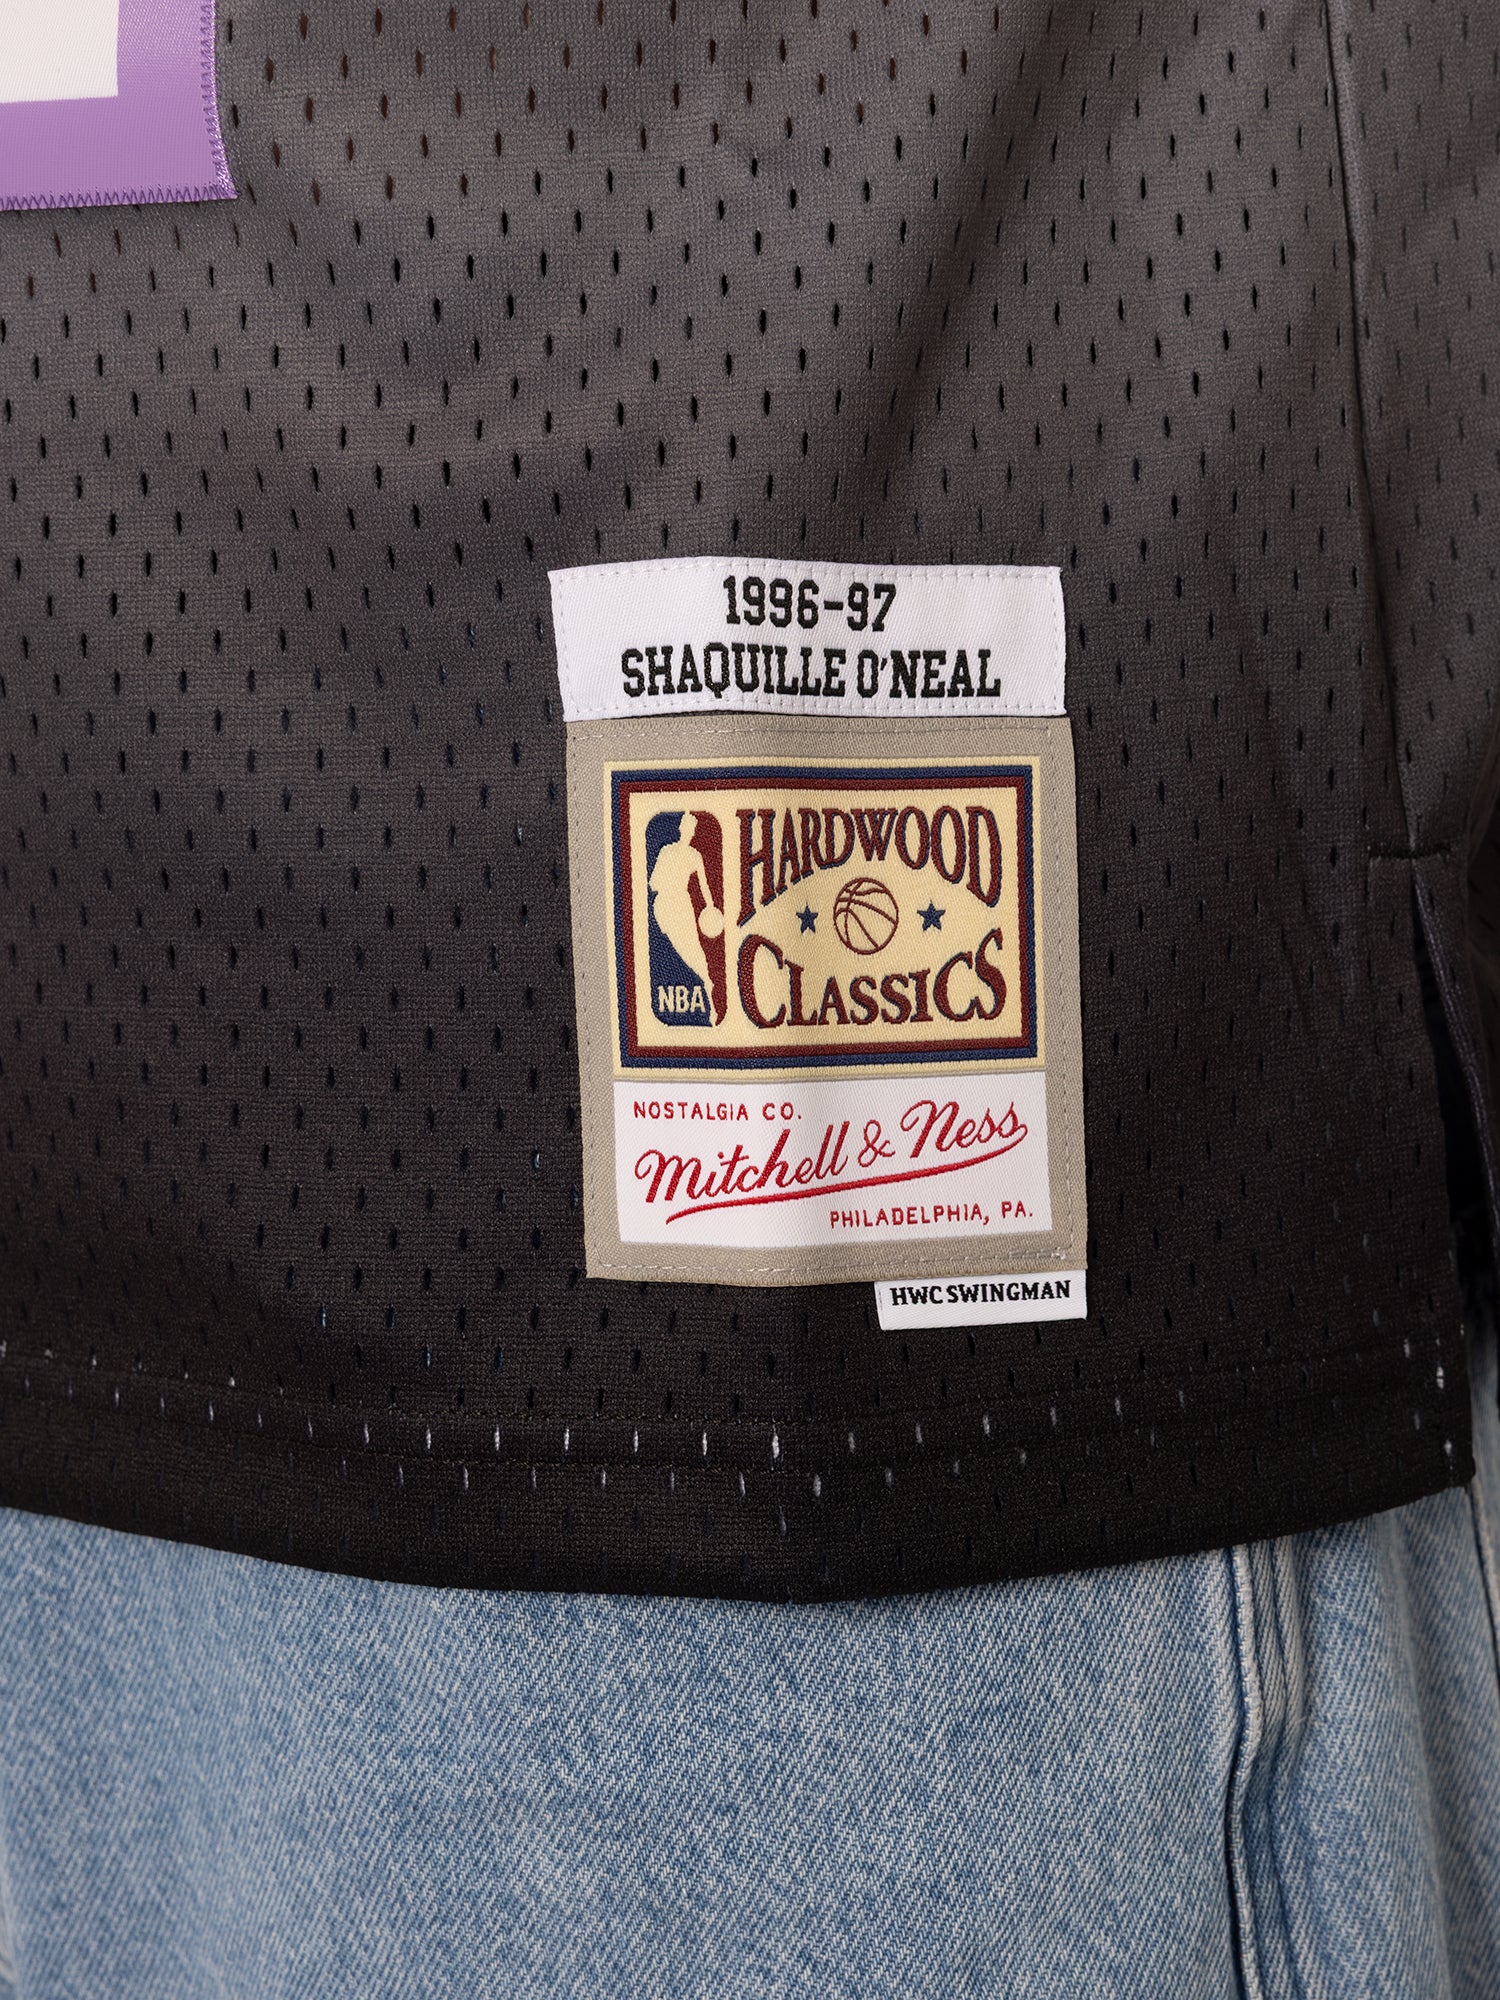 1996-97
SHAQUILLE O'NEAL
HARDWOOD
CLASSICS
NBA
NOSTALGIA CO.
Mitchell & Ness
PHILADELPHIA, PA.
HWC SWINGMAN